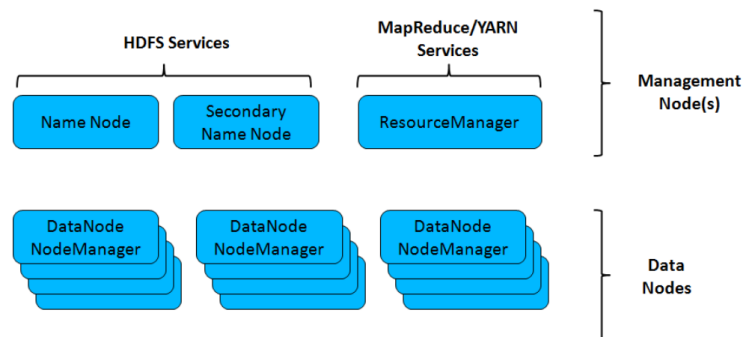 HDFS Services
MapReduce/YARN
Services
Management
Node(s)
Name Node
Secondary
Name Node
ResourceManager
DataNode
NodeManager
DataNode
NodeManager
DataNode
NodeManager
Data
Nodes